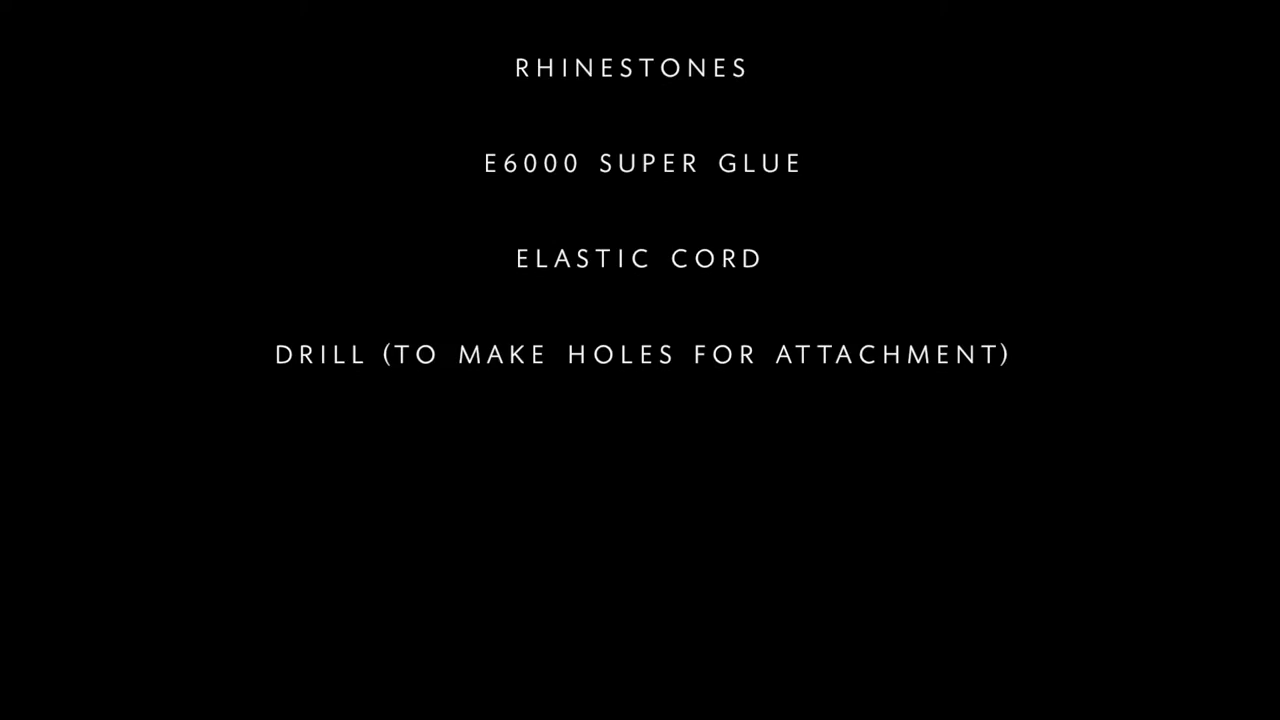 RHINESTONES
E6000 SUPER GLUE
ELASTIC CORD
DRILL (TO MAKE HOLES FOR ATTACHMENT)